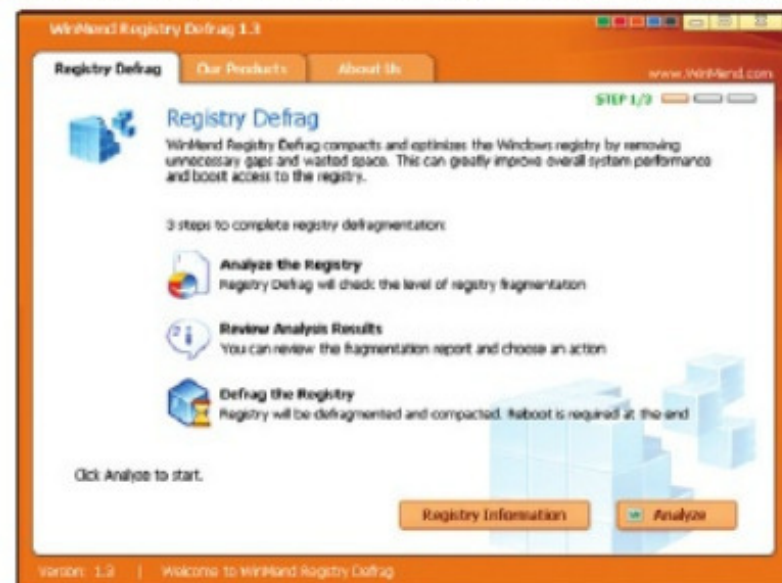 WinMend Registry Defrag 1.3
Registry Defrag Our Products About Us
www.WinMend.com
STEP 1/3
Registry Defrag
WinMend Registry Defrag compacts and optimizes the Windows registry by removing
unnecessary gaps and wasted space. This can greatly improve overall system performance
and boost access to the registry.
3 steps to complete registry defragmentation:
Analyze the Registry
Registry Defrag will check the level of registry fragmentation
Review Analysis Results
You can review the fragmentation report and choose an action
Defrag the Registry
Registry will be defragmented and compacted. Reboot is required at the end
Click Analyze to start.
Registry Information Analyze
Version: 1.3 | Welcome to WinMend Registry Defrag